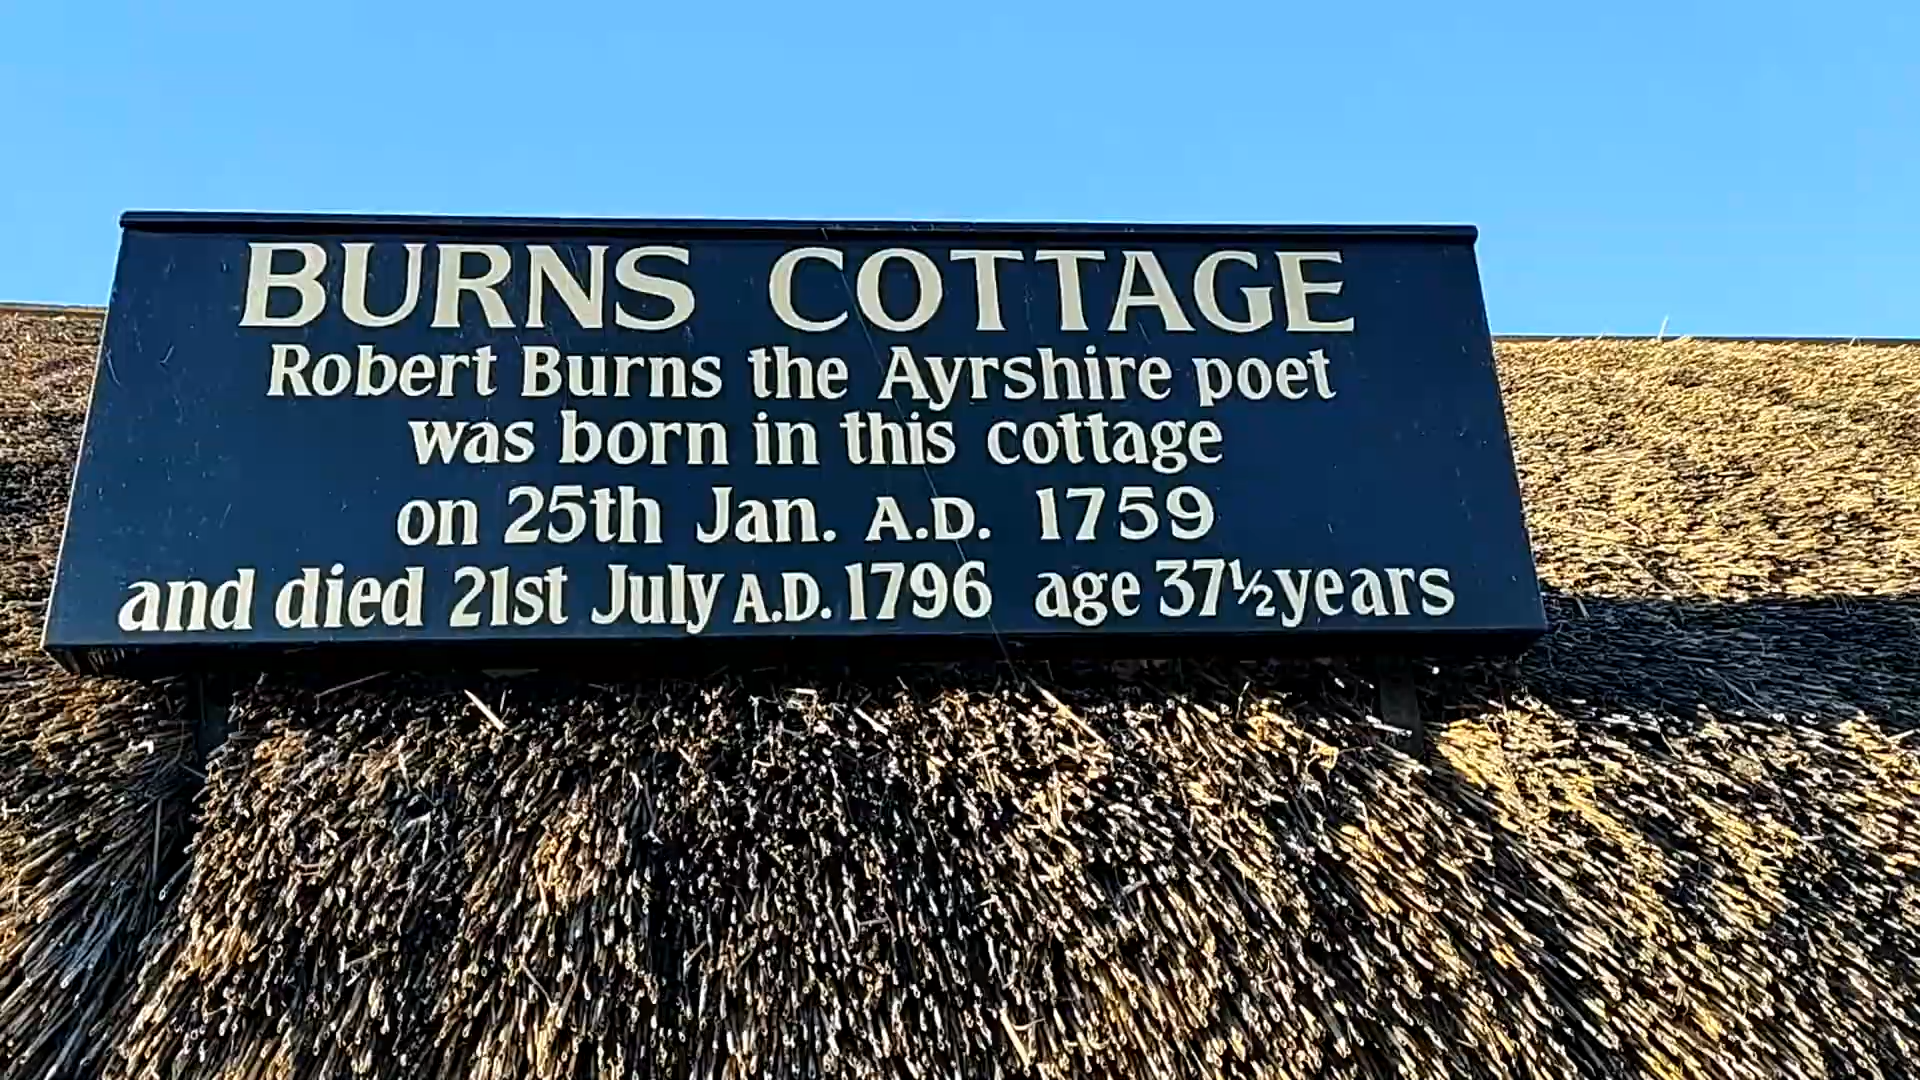 BURNS COTTAGE
Robert Burns the Ayrshire poet
was born in this cottage
on 25th Jan. A.D. 1759
and died 21st July A.D. 1796 age 37½ years